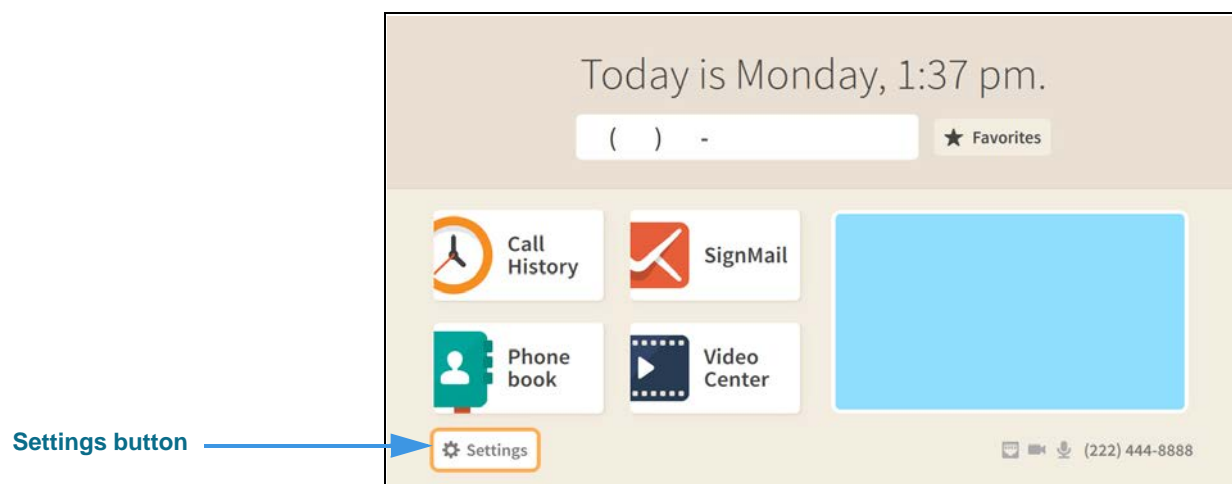 Today is Monday, 1:37 pm.
( ) -
Favorites
Call
History
SignMail
Phone
book
Video
Center
Settings button
Settings
(222) 444-8888